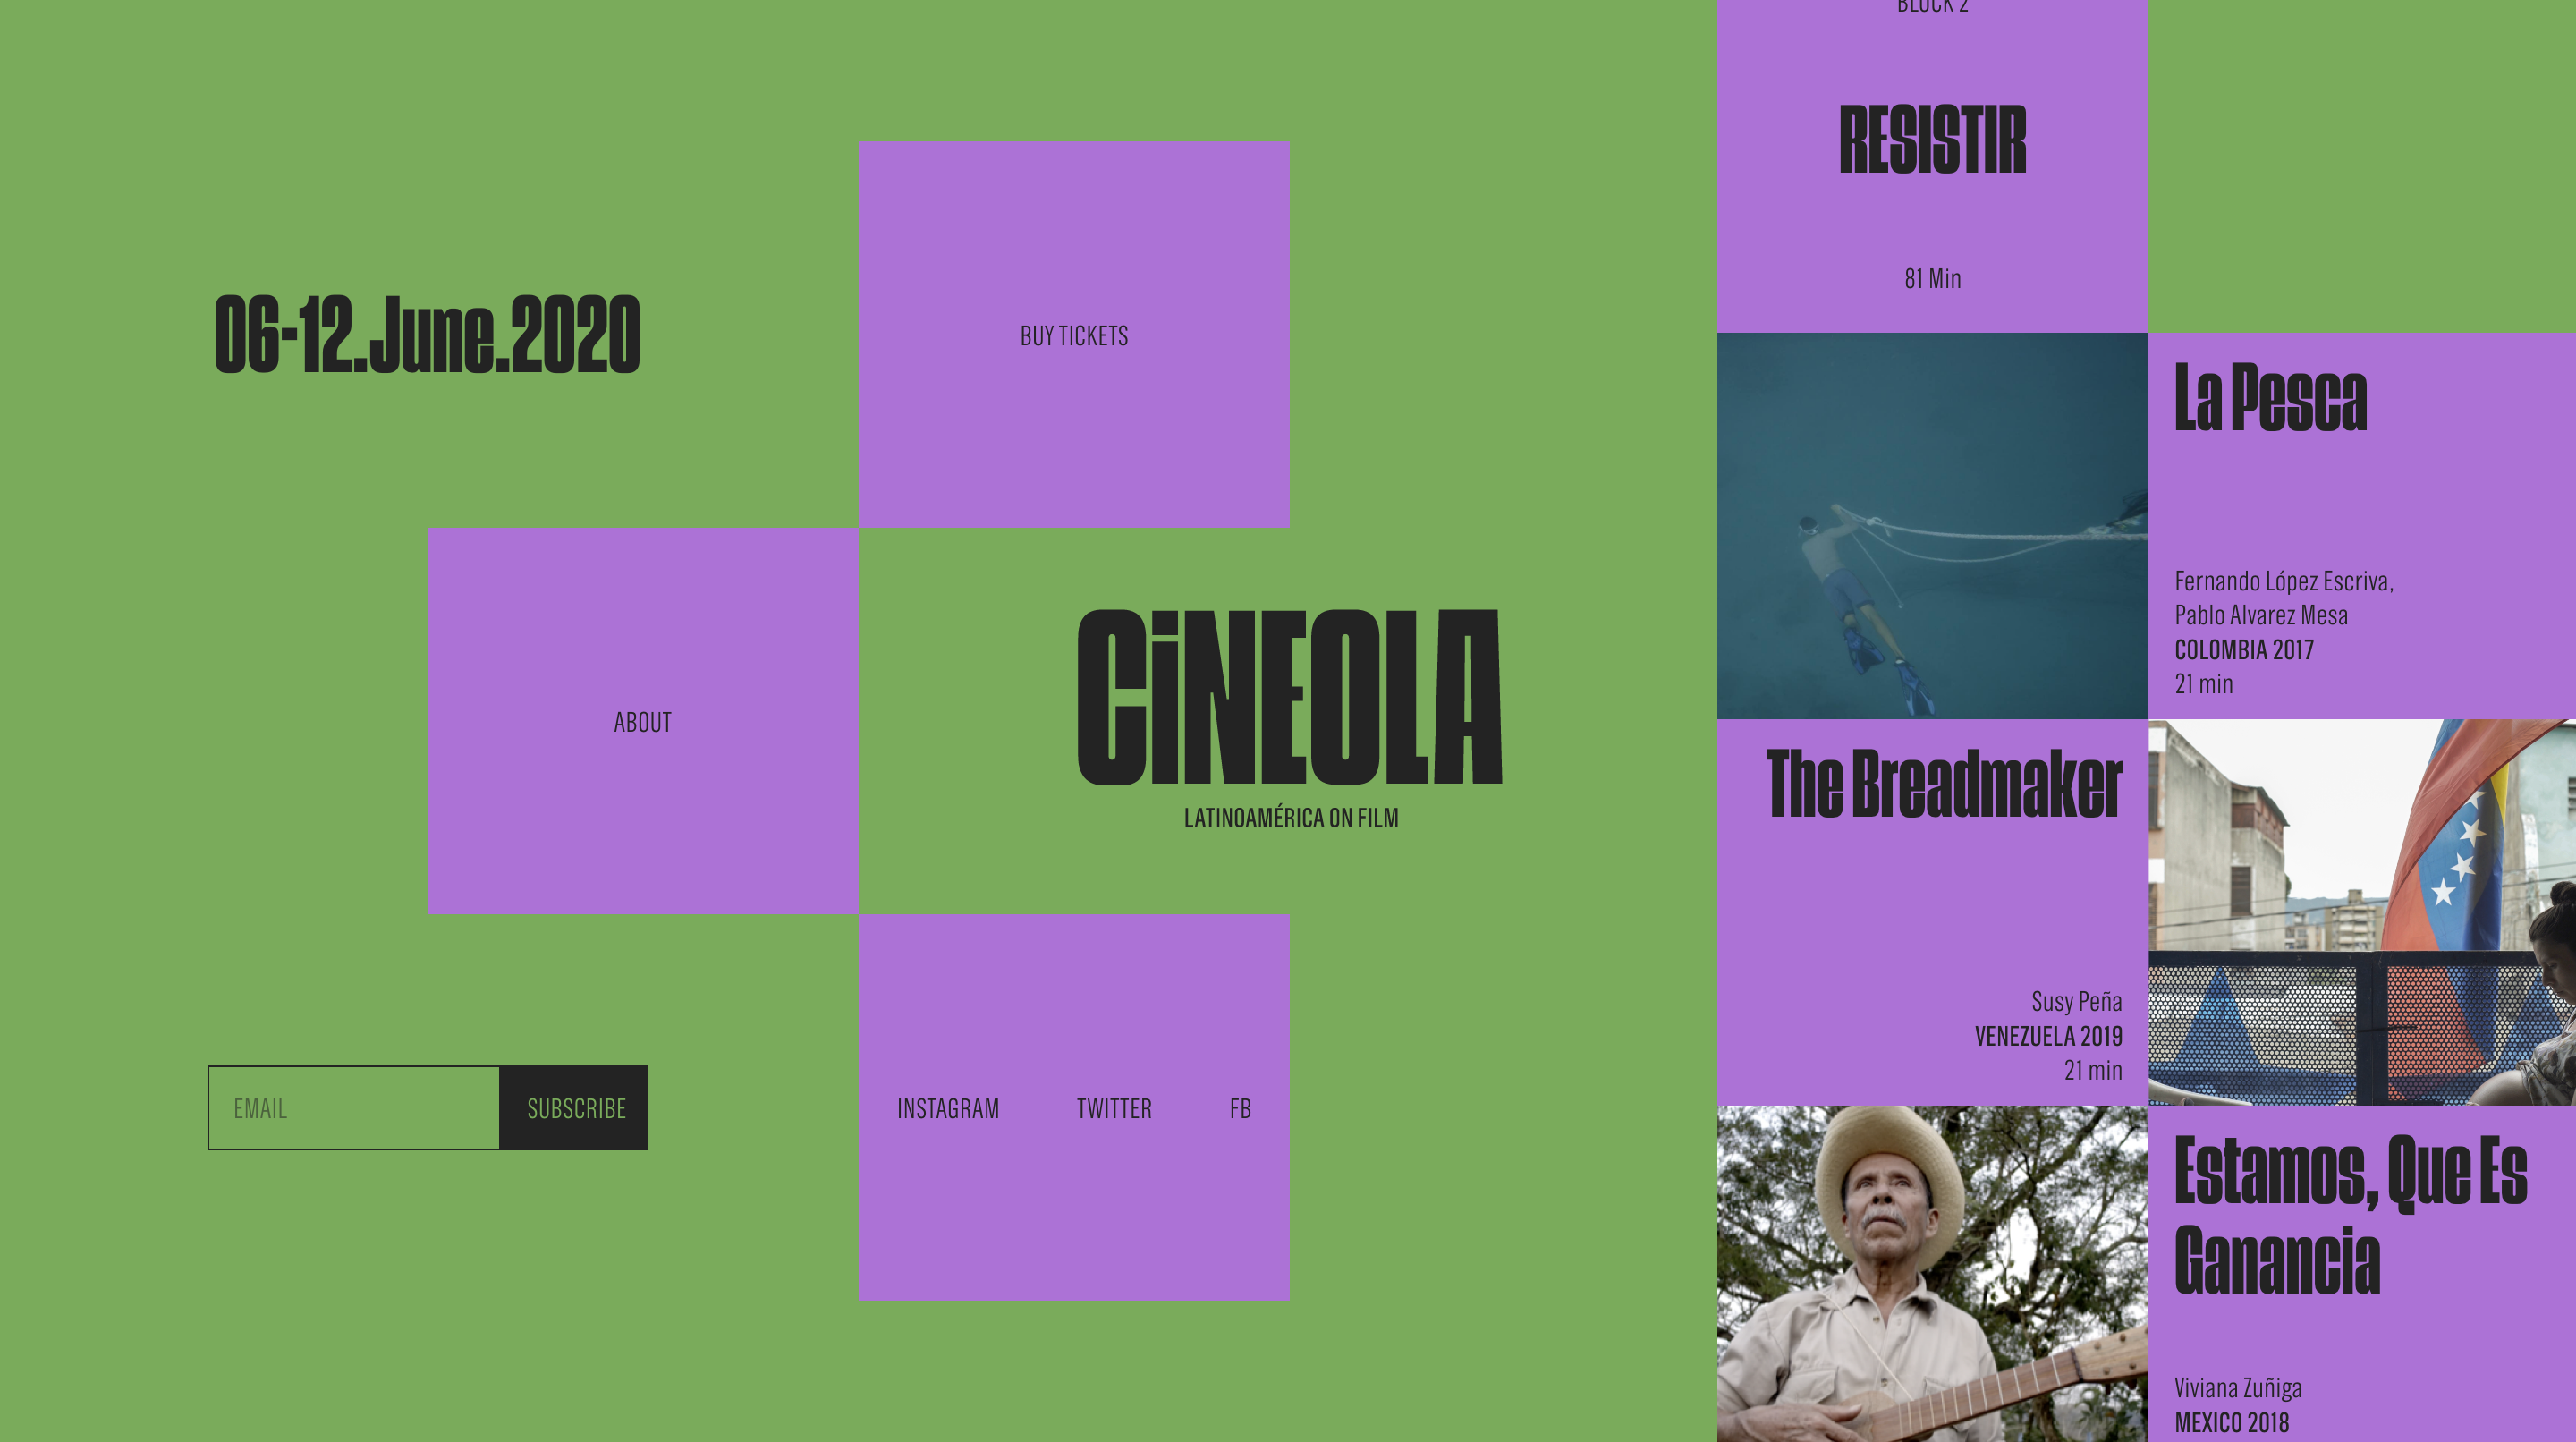 06-12.June.2020
BUY TICKETS
ABOUT
CiNEOLA
LATINOAMÉRICA ON FILM
EMAIL
SUBSCRIBE
INSTAGRAM
TWITTER
FB
BLOCK 2
RESISTIR
81 Min
La Pesca
Fernando López Escriva,
Pablo Alvarez Mesa
COLOMBIA 2017
21 min
The Breadmaker
Susy Peña
VENEZUELA 2019
21 min
Estamos, Que Es
Ganancia
Viviana Zuñiga
MEXICO 2018